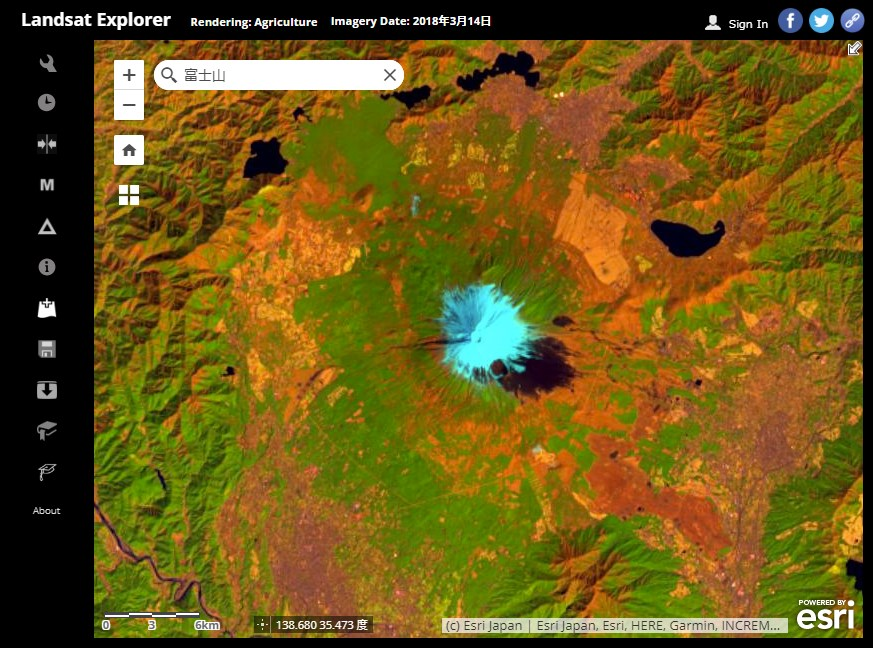 Landsat Explorer Rendering: Agriculture Imagery Date: 2018年3月14日 Sign In f
+ 富士山
−
M
i
About
0 3 6km
138.680 35.473 度
(c) Esri Japan | Esri Japan, Esri, HERE, Garmin, INCREM...
POWERED BY
esri